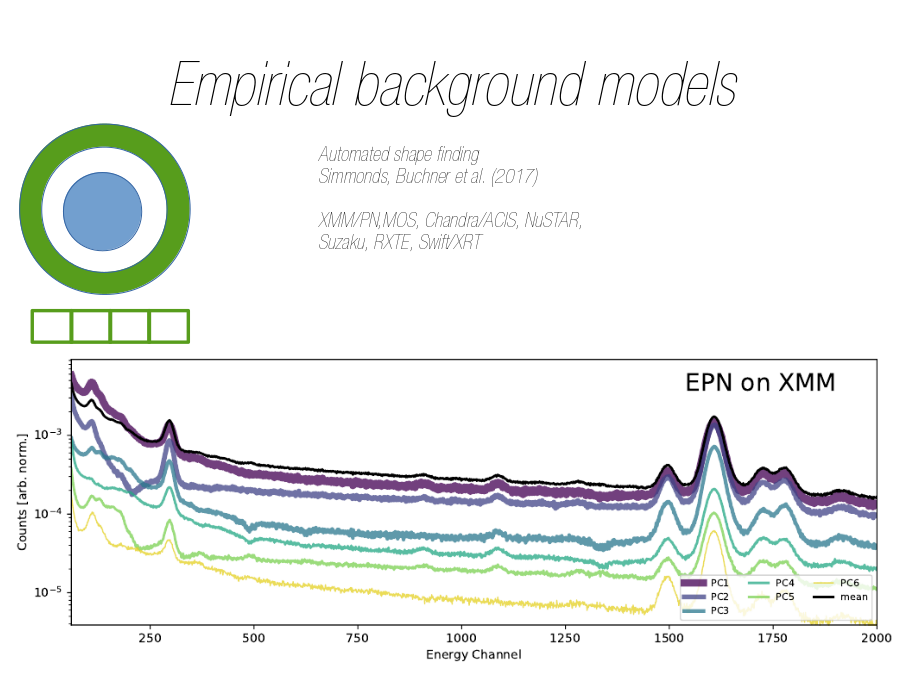 Empirical background models
Automated shape finding
Simmonds, Buchner et al. (2017)
XMM/PN,MOS, Chandra/ACIS, NuSTAR,
Suzaku, RXTE, Swift/XRT
EPN on XMM
Counts [arb. norm.]
10⁻³
10⁻⁴
10⁻⁵
PC1 PC4 PC6
PC2 PC5 mean
PC3
250 500 750 1000 1250 1500 1750 2000
Energy Channel